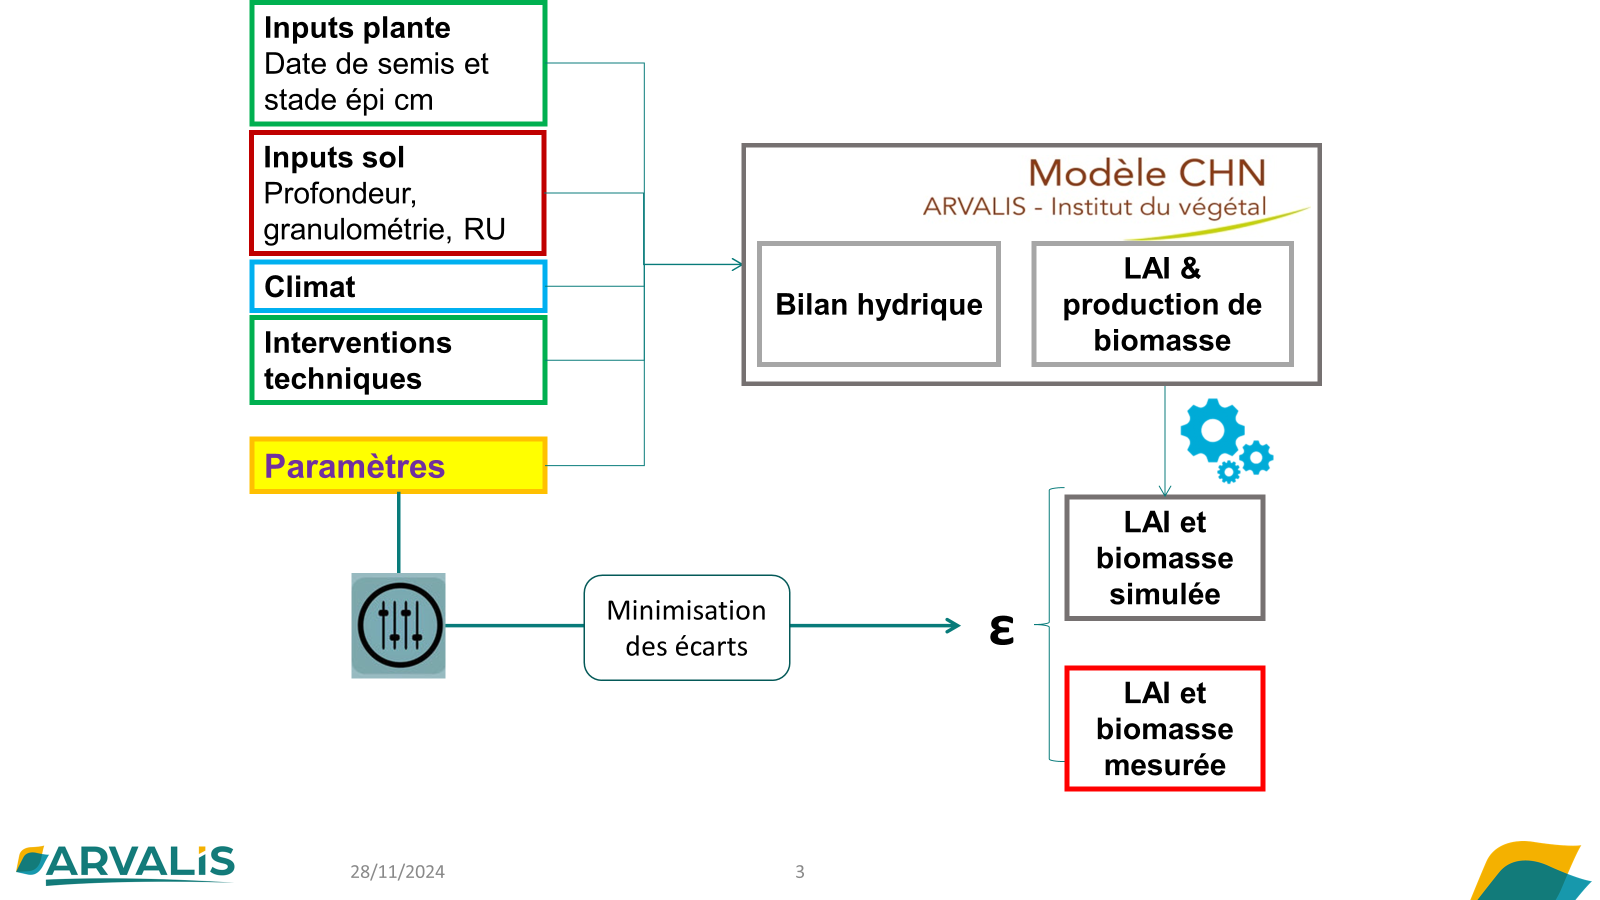 Inputs plante
Date de semis et
stade épi cm
Inputs sol
Profondeur,
granulométrie, RU
Climat
Interventions
techniques
Paramètres
Modèle CHN
ARVALIS - Institut du végétal
Bilan hydrique
LAI &
production de
biomasse
LAI et
biomasse
simulée
Minimisation
des écarts
ε
LAI et
biomasse
mesurée
ARVALiS
28/11/2024
3